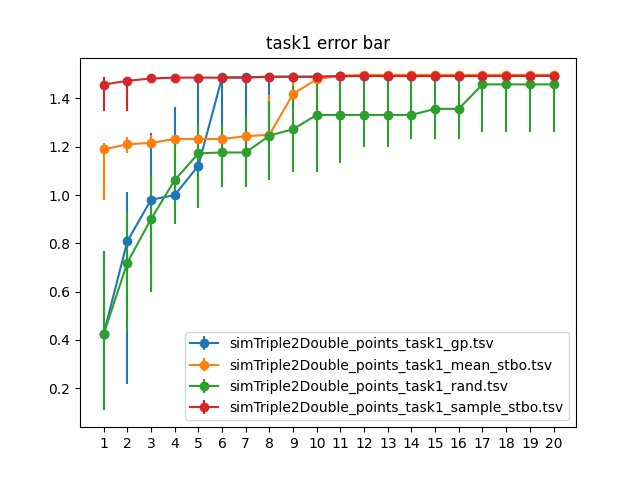 task1 error bar
1.4
1.2
1.0
0.8
0.6
0.4
0.2
simTriple2Double_points_task1_gp.tsv
simTriple2Double_points_task1_mean_stbo.tsv
simTriple2Double_points_task1_rand.tsv
simTriple2Double_points_task1_sample_stbo.tsv
1 2 3 4 5 6 7 8 9 10 11 12 13 14 15 16 17 18 19 20